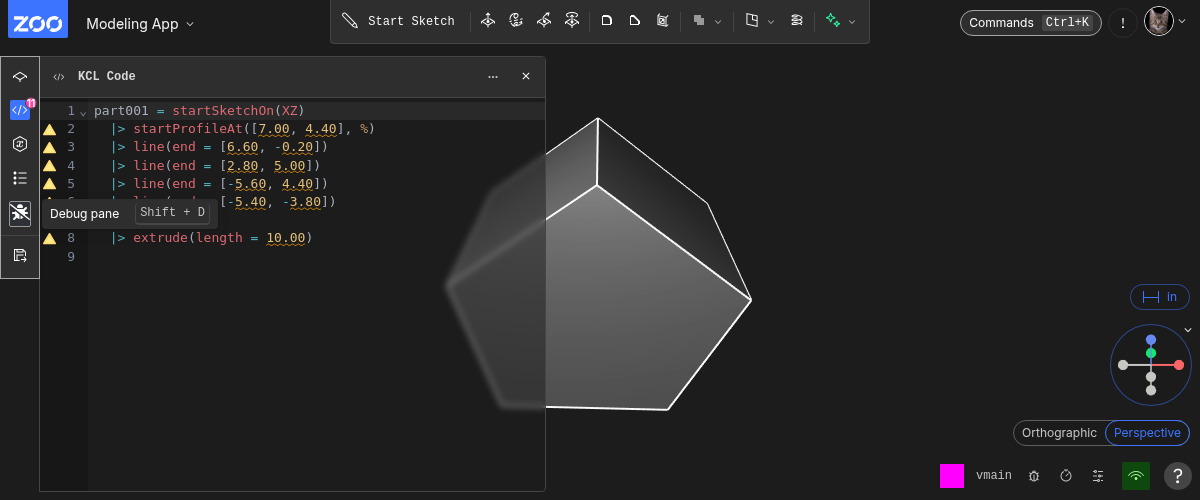 ZOO Modeling App
Start Sketch
Commands Ctrl+K !
KCL Code
11
1 part001 = startSketchOn(XZ)
2 |> startProfileAt([7.00, 4.40], %)
3 |> line(end = [6.60, -0.20])
4 |> line(end = [2.80, 5.00])
5 |> line(end = [-5.60, 4.40])
[-5.40, -3.80])
Debug pane Shift + D
8 |> extrude(length = 10.00)
9
in
Orthographic Perspective
vmain ?